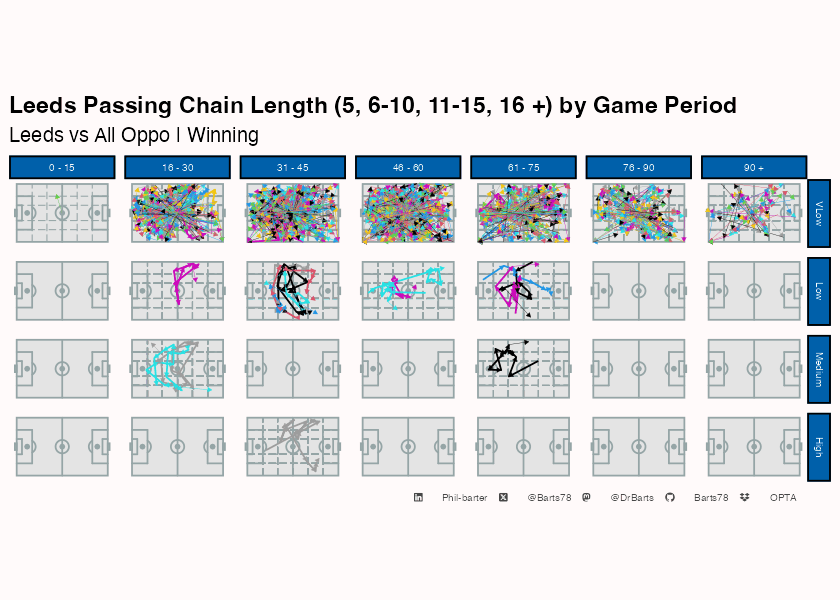 Leeds Passing Chain Length (5, 6-10, 11-15, 16 +) by Game Period
Leeds vs All Oppo | Winning
0 - 15 16 - 30 31 - 45 46 - 60 61 - 75 76 - 90 90 +
VLow
Low
Medium
High
Phil-barter @Barts78 @DrBarts Barts78 OPTA